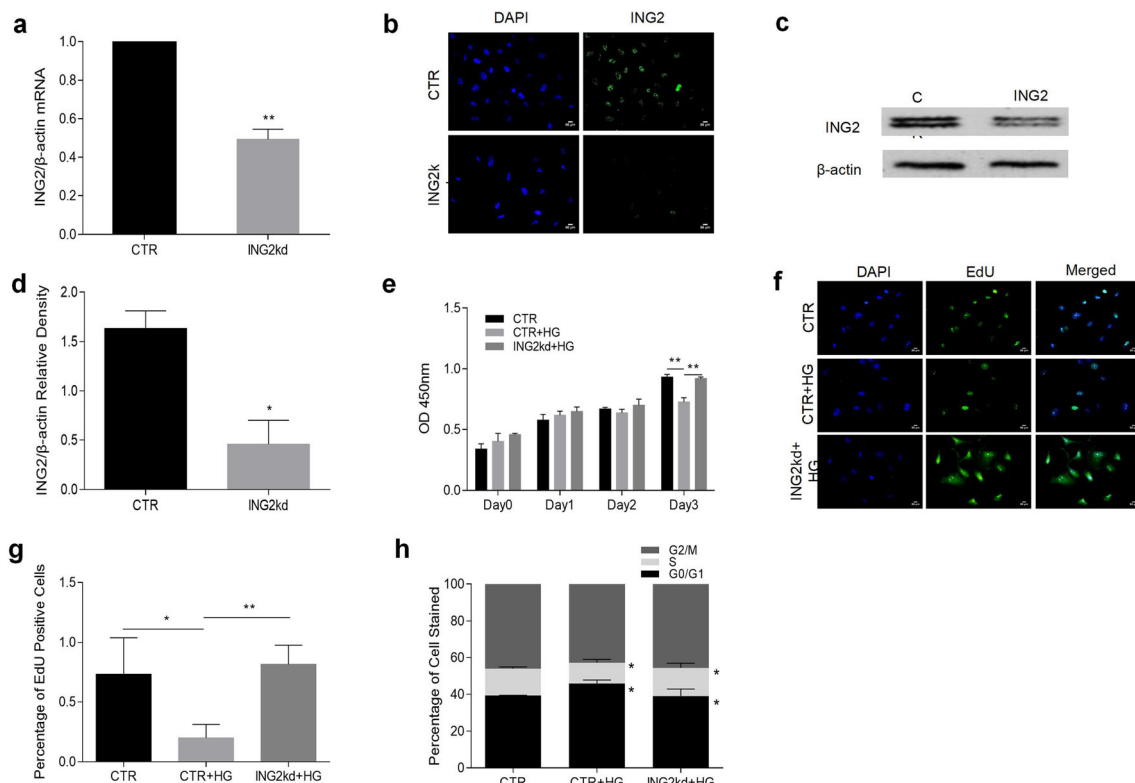 a
1.0
0.8
0.6
0.4
0.2
0.0
ING2/β-actin mRNA
**
CTR
ING2kd
b
DAPI
ING2
CTR
ING2k
c
C
ING2
ING2
β-actin
d
2.0
1.5
1.0
0.5
0.0
ING2/β-actin Relative Density
*
CTR
ING2kd
e
1.5
1.0
0.5
0.0
OD 450nm
CTR
CTR+HG
ING2kd+HG
** **
Day0
Day1
Day2
Day3
f
DAPI
EdU
Merged
CTR
CTR+HG
ING2kd+
HG
g
1.5
1.0
0.5
0.0
Percentage of EdU Positive Cells
*
**
CTR
CTR+HG
ING2kd+HG
h
G2/M
S
G0/G1
100
80
60
40
20
0
Percentage of Cell Stained
*
*
*
*
CTR
CTR+HG
ING2kd+HG